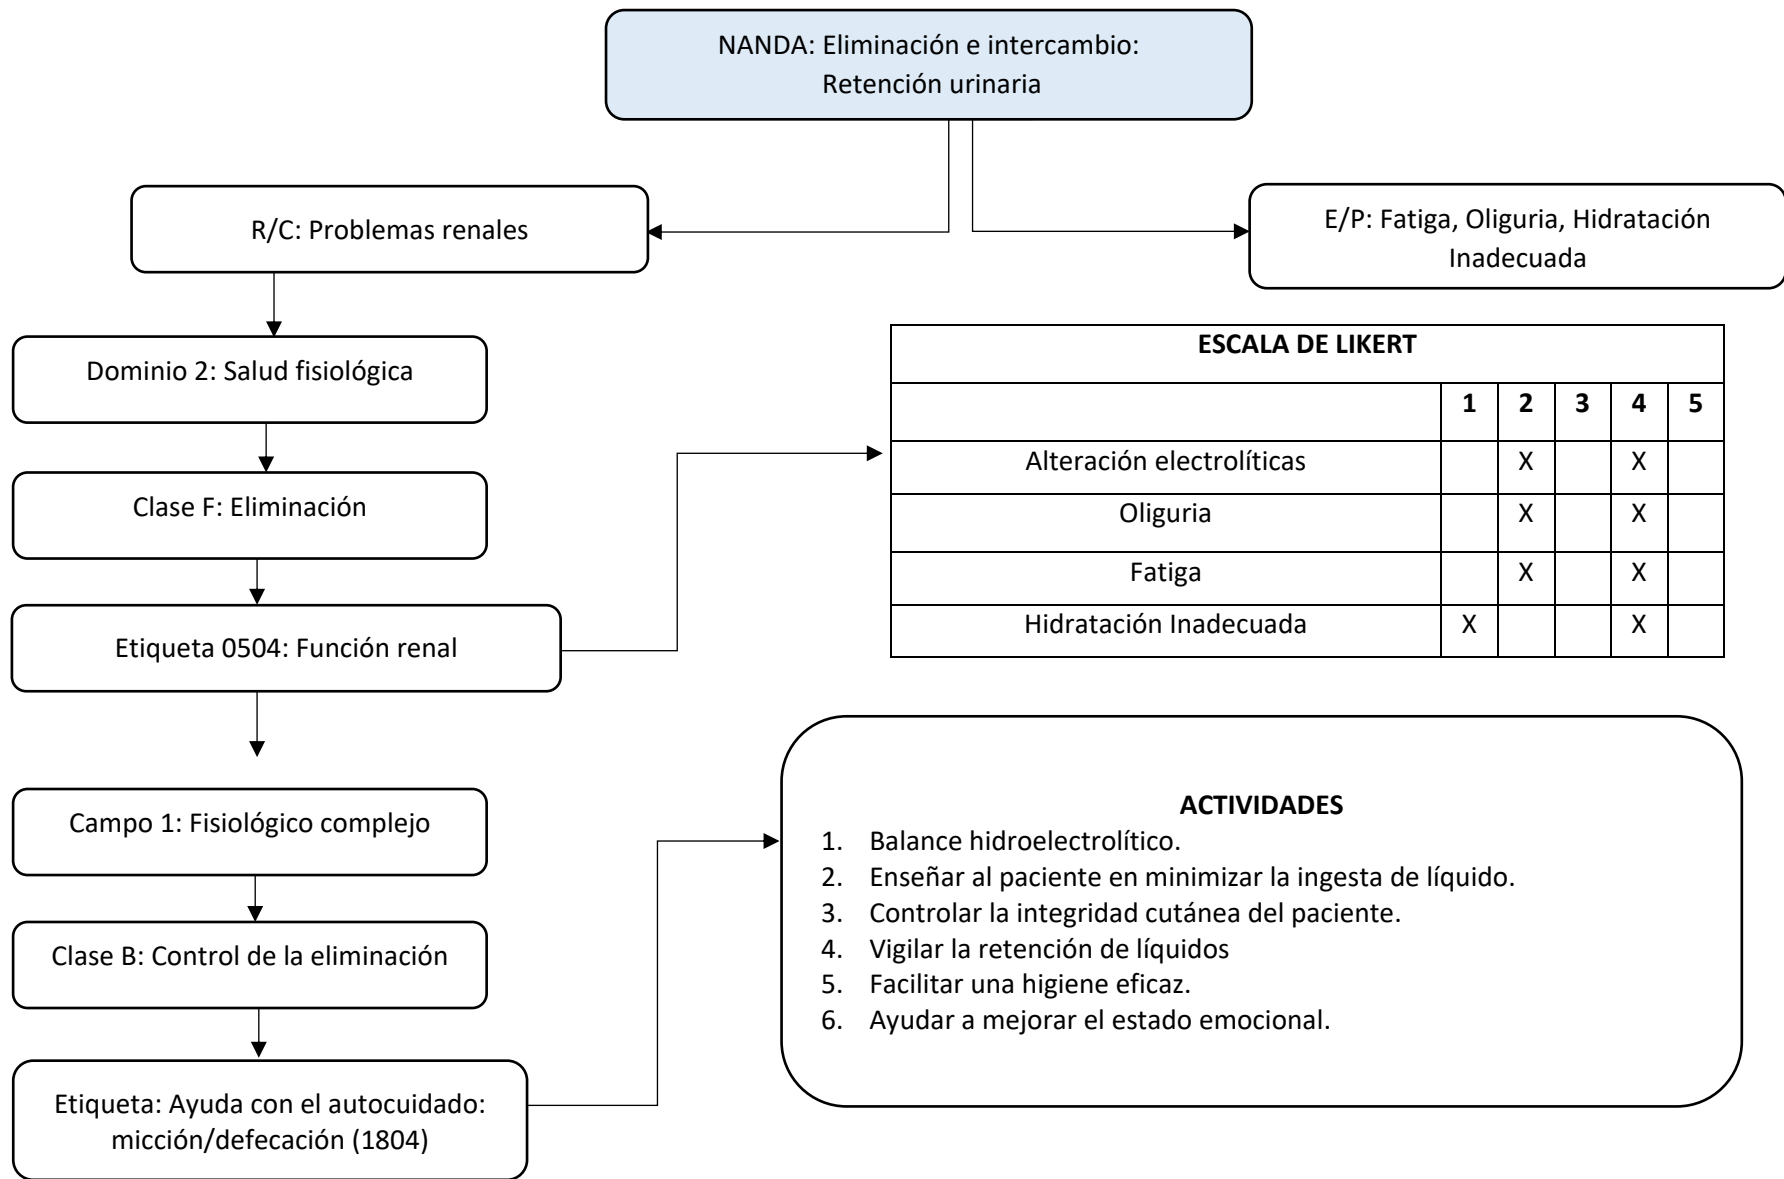 NANDA: Eliminación e intercambio:
Retención urinaria
R/C: Problemas renales
E/P: Fatiga, Oliguria, Hidratación
Inadecuada
Dominio 2: Salud fisiológica
Clase F: Eliminación
Etiqueta 0504: Función renal
ESCALA DE LIKERT
1 2 3 4 5
Alteración electrolíticas X X
Oliguria X X
Fatiga X X
Hidratación Inadecuada X X
Campo 1: Fisiológico complejo
Clase B: Control de la eliminación
Etiqueta: Ayuda con el autocuidado:
micción/defecación (1804)
ACTIVIDADES
1. Balance hidroelectrolítico.
2. Enseñar al paciente en minimizar la ingesta de líquido.
3. Controlar la integridad cutánea del paciente.
4. Vigilar la retención de líquidos
5. Facilitar una higiene eficaz.
6. Ayudar a mejorar el estado emocional.